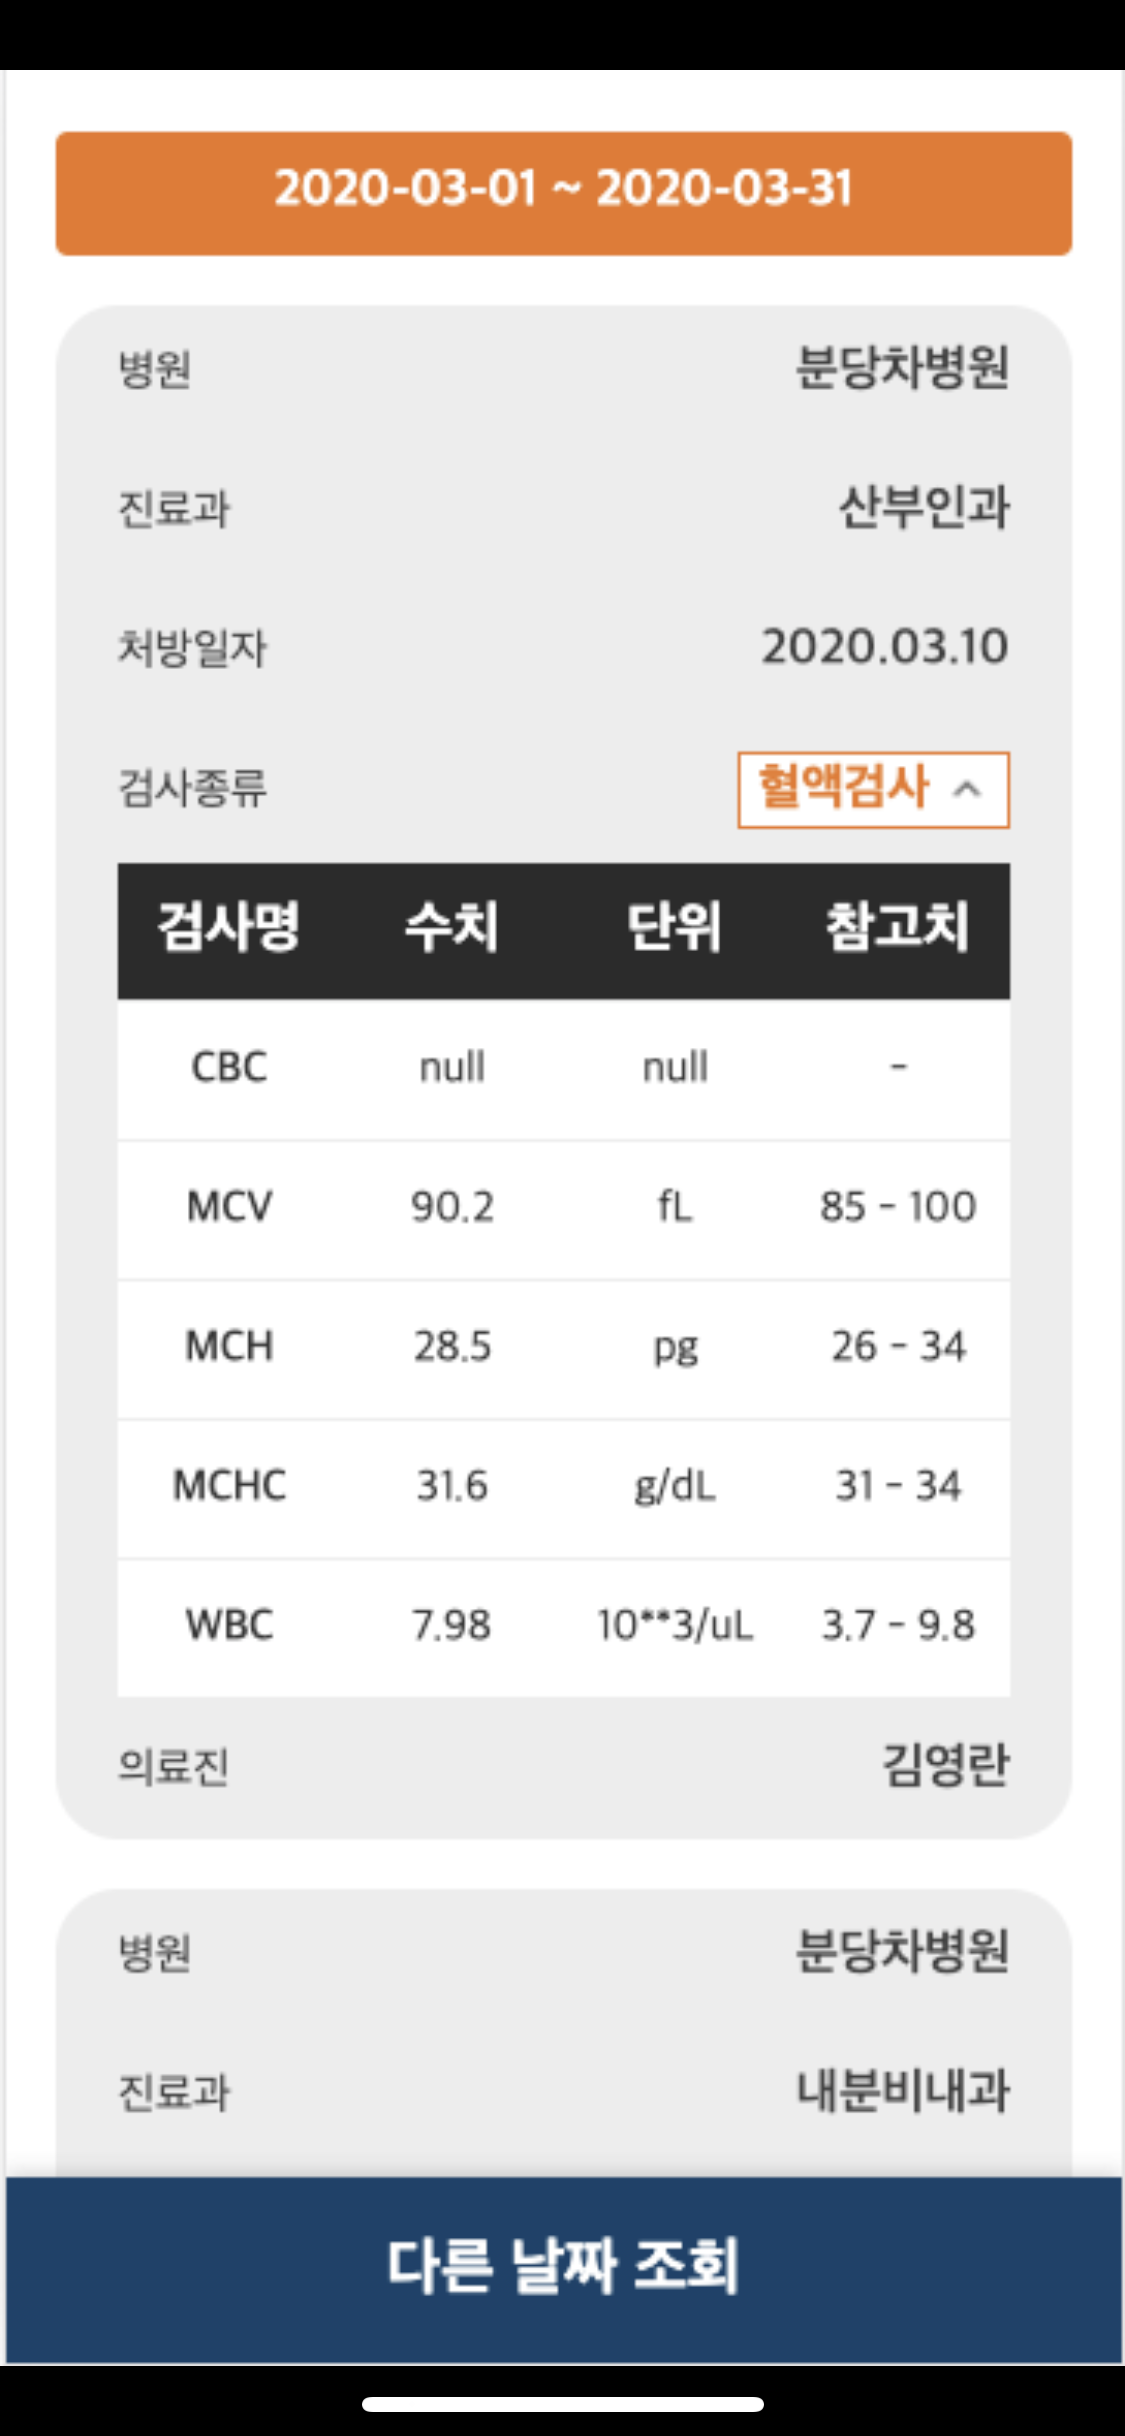 2020-03-01 ~ 2020-03-31
병원 분당차병원
진료과 산부인과
처방일자 2020.03.10
검사종류 혈액검사
검사명 수치 단위 참고치
CBC null null -
MCV 90.2 fL 85 - 100
MCH 28.5 pg 26 - 34
MCHC 31.6 g/dL 31 - 34
WBC 7.98 10**3/uL 3.7 - 9.8
의료진 김영란
병원 분당차병원
진료과 내분비내과
다른 날짜 조회